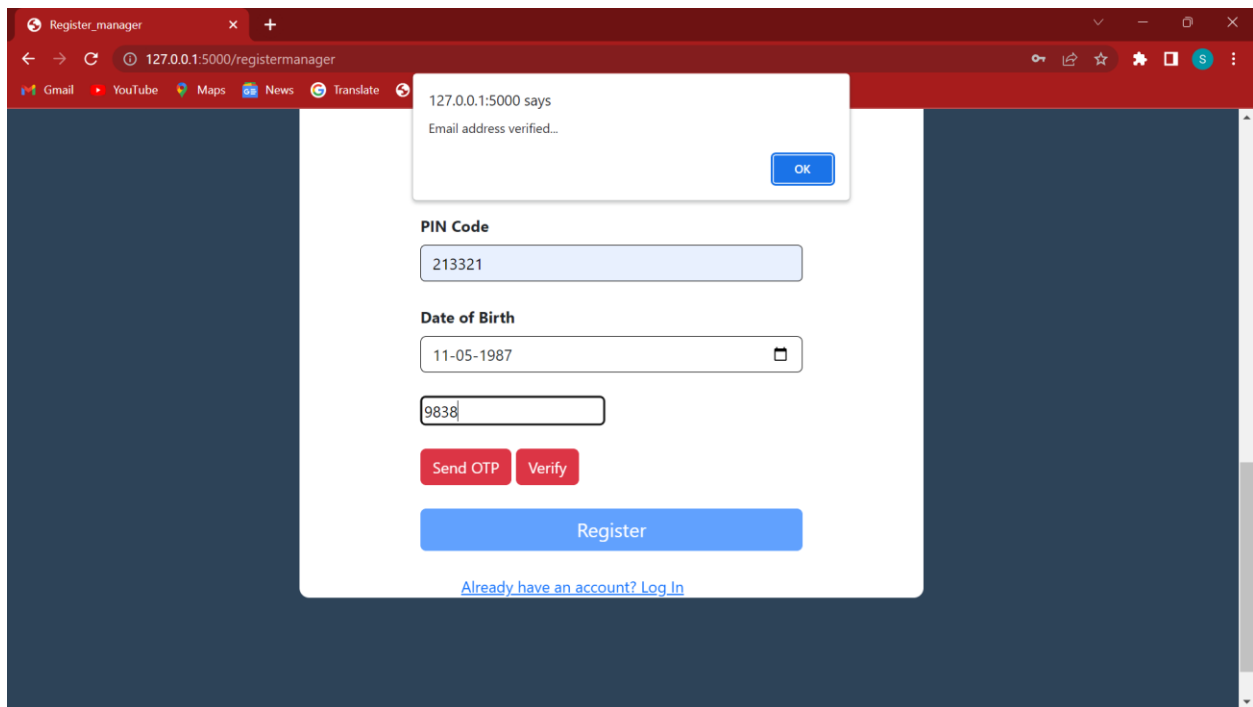 Register_manager
127.0.0.1:5000/registermanager
S
Gmail YouTube Maps GE News G Translate
127.0.0.1:5000 says
Email address verified...
OK
PIN Code
213321
Date of Birth
11-05-1987
9838
Send OTP Verify
Register
Already have an account? Log In